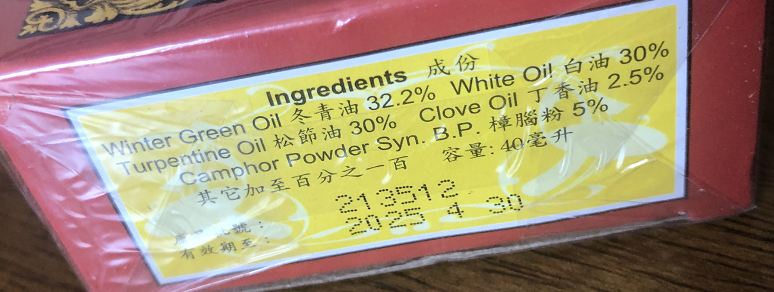 Ingredients 成份
Winter Green Oil 冬青油 32.2% White Oil 白油 30%
Turpentine Oil 松節油 30% Clove Oil 丁香油 2.5%
Camphor Powder Syn. B.P. 樟腦粉 5%
其它加至百分之一百 容量: 40毫升
213512
有效期至: 2025 4 30